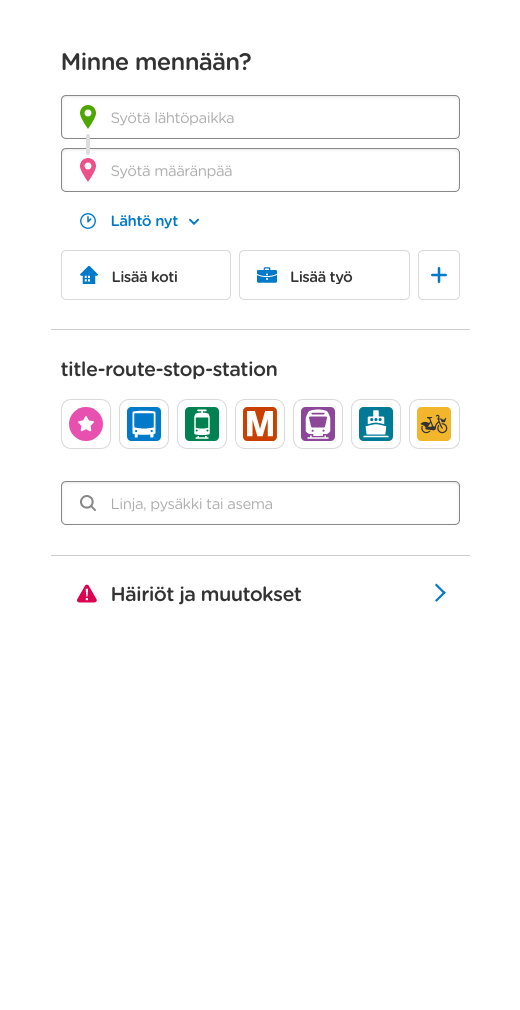 Minne mennään?
Syötä lähtöpaikka
Syötä määränpää
Lähtö nyt
Lisää koti
Lisää työ
title-route-stop-station
M
Linja, pysäkki tai asema
Häiriöt ja muutokset